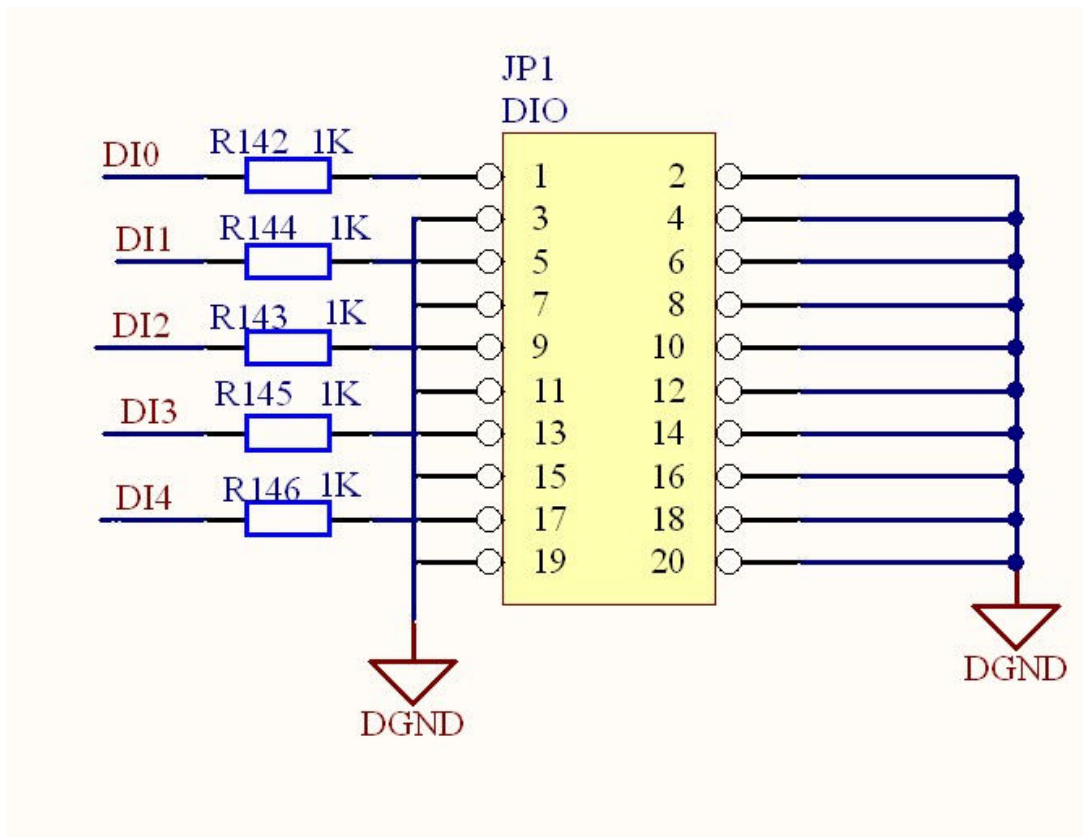 JP1
DIO
DI0 R142 1K 1 2
3 4
DI1 R144 1K 5 6
7 8
DI2 R143 1K 9 10
11 12
DI3 R145 1K 13 14
15 16
DI4 R146 1K 17 18
19 20
DGND
DGND